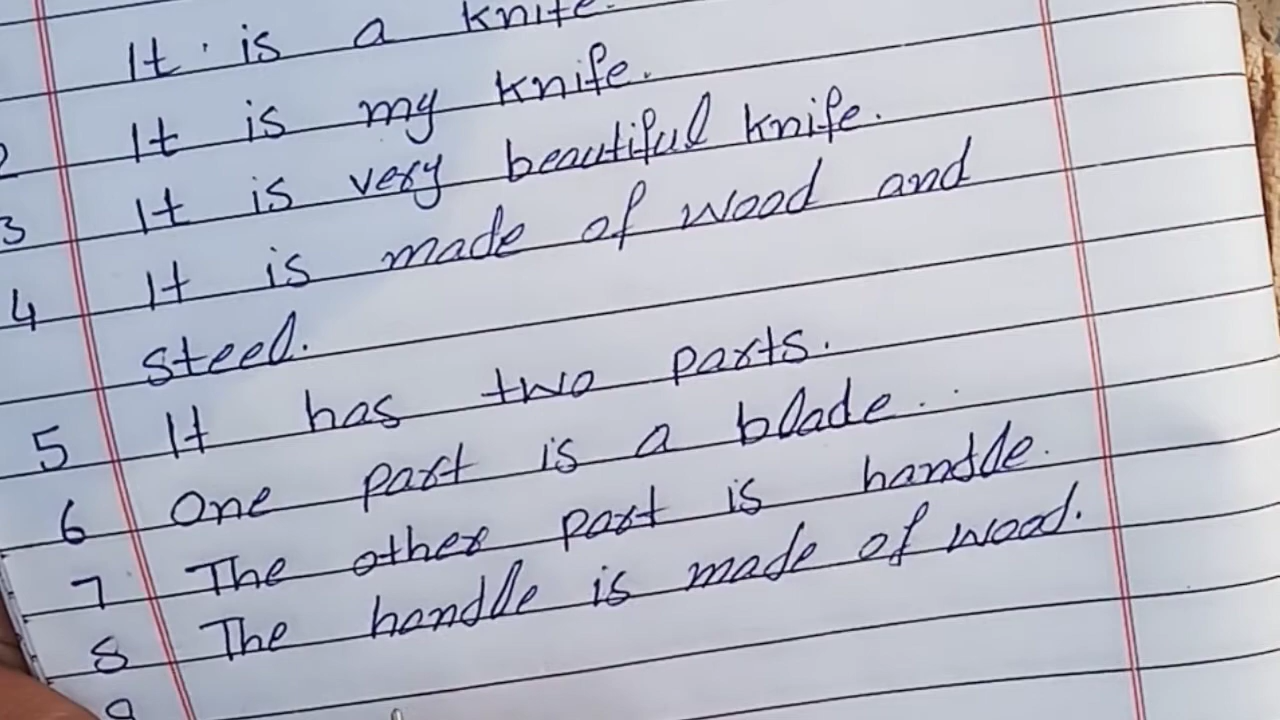 It is a knife.
2 It is my knife.
3 It is very beautiful knife.
4 It is made of wood and
steel.
5 It has two parts.
6 One part is a blade..
7 The other part is handle.
8 The handle is made of wood.
9